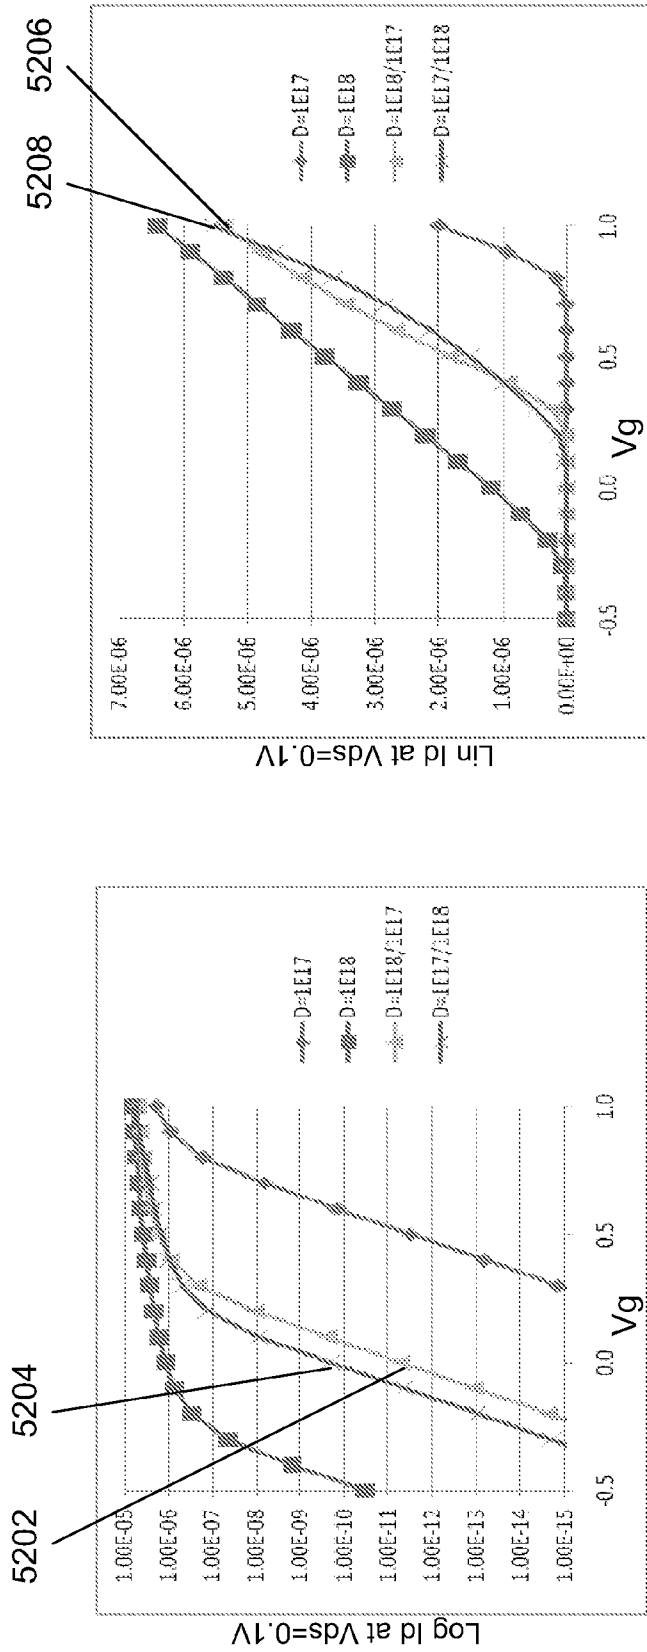 5206
5208
7.00E-06
6.00E-06
5.00E-06
4.00E-06
3.00E-06
2.00E-06
1.00E-06
0.00E+00
-0.5
0.0
0.5
1.0
Vg
Lin Id at Vds=0.1V
D=1E17
D=1E18
D=1E18/1E17
D=1E17/1E18
5204
5202
1.00E-05
1.00E-06
1.00E-07
1.00E-08
1.00E-09
1.00E-10
1.00E-11
1.00E-12
1.00E-13
1.00E-14
1.00E-15
-0.5
0.0
0.5
1.0
Vg
Log Id at Vds=0.1V
D=1E17
D=1E18
D=1E18/1E17
D=1E17/1E18